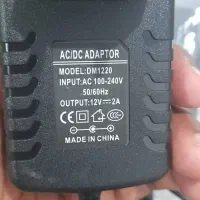 AC/DC ADAPTOR
MODEL:DM1220
INPUT:AC 100-240V
50/60Hz
OUTPUT:12V⎓2A
MADE IN CHINA